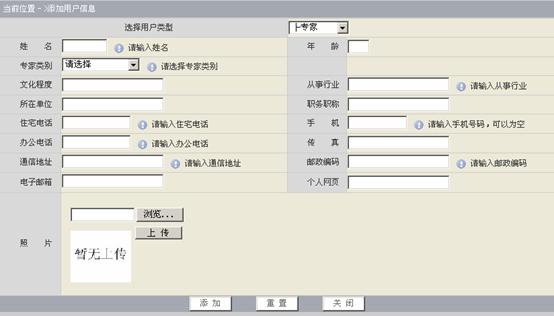 当前位置->添加用户信息
选择用户类型 ├专家
姓 名 请输入姓名 年 龄
专家类别 请选择 请选择专家类别
文化程度 从事行业 请输入从事行业
所在单位 职务职称
住宅电话 请输入住宅电话 手 机 请输入手机号码，可以为空
办公电话 请输入办公电话 传 真
通信地址 请输入通信地址 邮政编码 请输入邮政编码
电子邮箱 个人网页
浏览...
上 传
照 片 暂无上传
添 加 重 置 关 闭